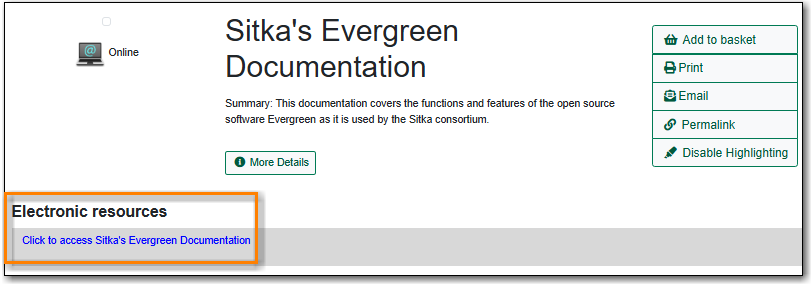 Online
Sitka's Evergreen
Documentation
Summary: This documentation covers the functions and features of the open source
software Evergreen as it is used by the Sitka consortium.
More Details
Add to basket
Print
Email
Permalink
Disable Highlighting
Electronic resources
Click to access Sitka's Evergreen Documentation